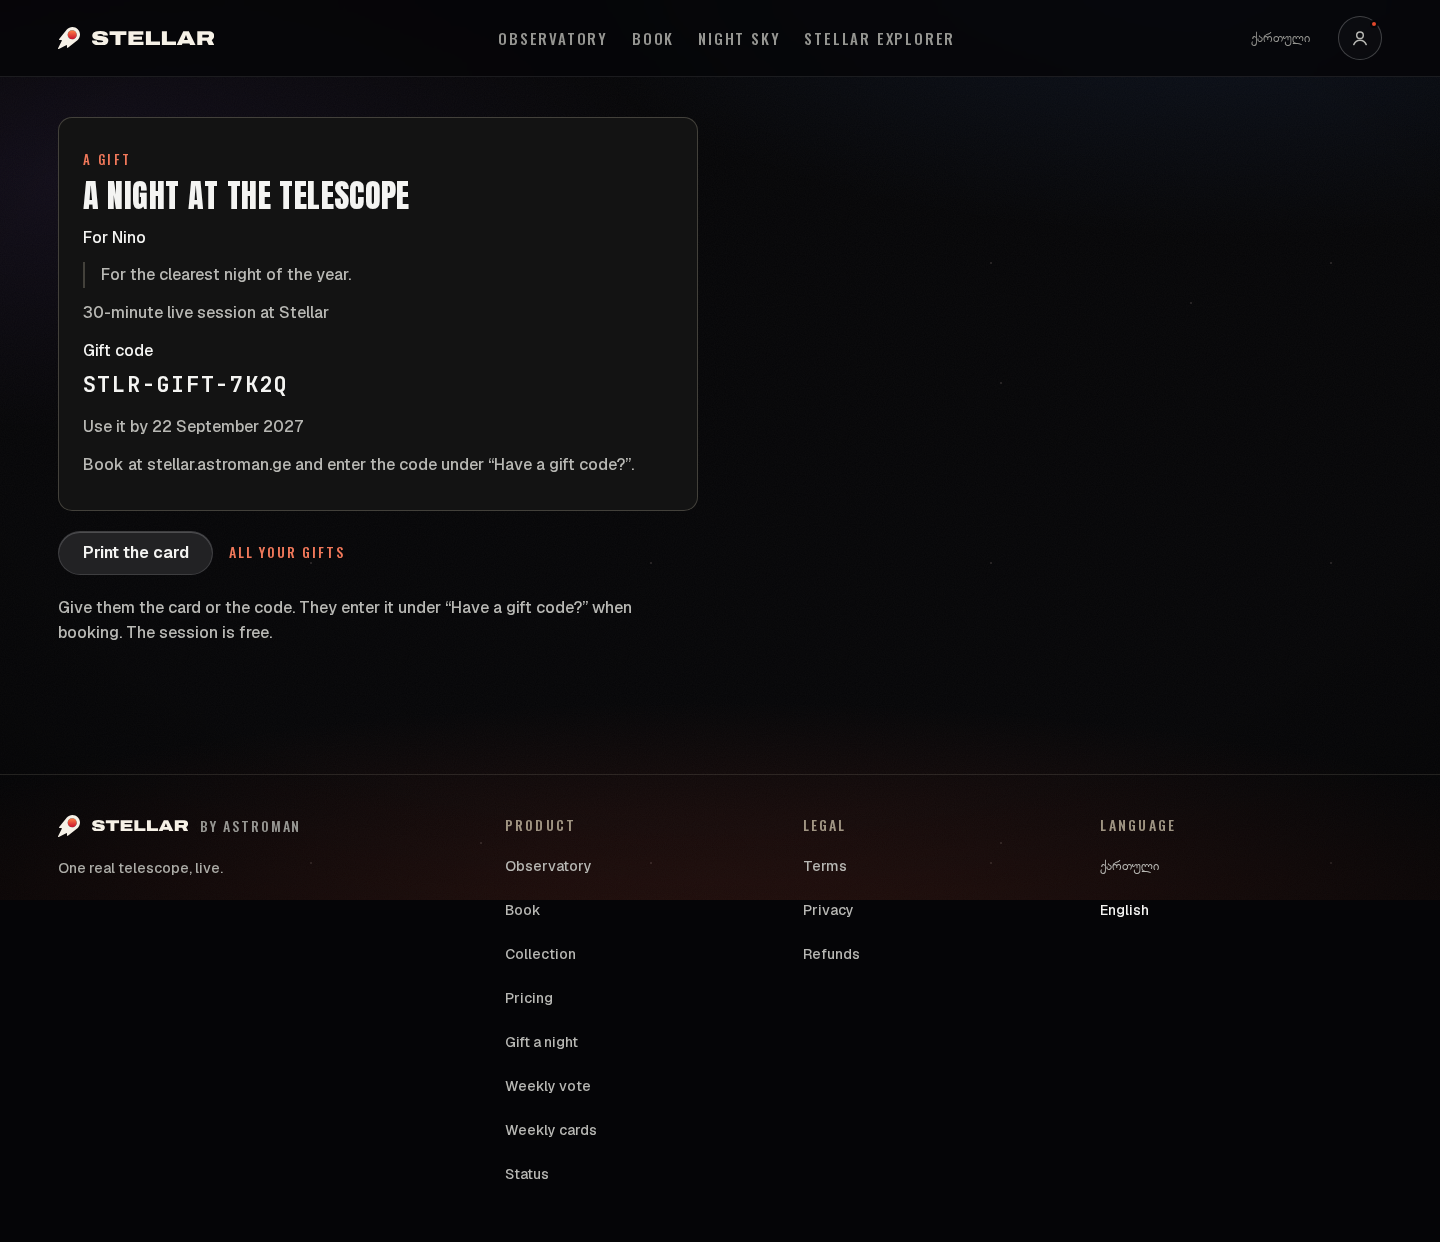 STELLAR
OBSERVATORY BOOK NIGHT SKY STELLAR EXPLORER
ქართული
A GIFT
A NIGHT AT THE TELESCOPE
For Nino
For the clearest night of the year.
30-minute live session at Stellar
Gift code
STLR-GIFT-7K2Q
Use it by 22 September 2027
Book at stellar.astroman.ge and enter the code under “Have a gift code?”.
Print the card
ALL YOUR GIFTS
Give them the card or the code. They enter it under “Have a gift code?” when
booking. The session is free.
STELLAR BY ASTROMAN
One real telescope, live.
PRODUCT
Observatory
Book
Collection
Pricing
Gift a night
Weekly vote
Weekly cards
Status
LEGAL
Terms
Privacy
Refunds
LANGUAGE
ქართული
English